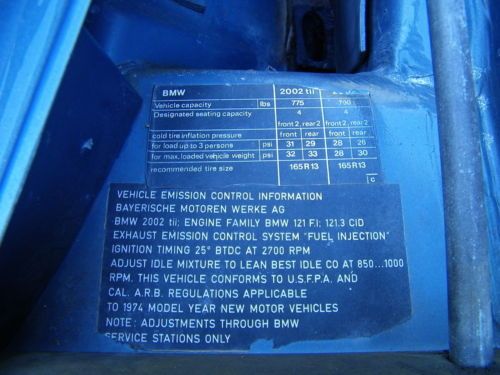 BMW 2002 tii
Vehicle capacity lbs 775
Designated seating capacity 4 4
front 2, rear 2 front 2, rear 2
cold tire inflation pressure front rear front rear
for load up to 3 persons psi 31 29 28 26
for max. loaded vehicle weight psi 32 33 28 30
recommended tire size 165 R 13 165 R 13
c
VEHICLE EMISSION CONTROL INFORMATION
BAYERISCHE MOTOREN WERKE AG
BMW 2002 tii; ENGINE FAMILY BMW 121 F.I; 121.3 CID
EXHAUST EMISSION CONTROL SYSTEM "FUEL INJECTION"
IGNITION TIMING 25° BTDC AT 2700 RPM
ADJUST IDLE MIXTURE TO LEAN BEST IDLE CO AT 850...1000
RPM. THIS VEHICLE CONFORMS TO U.S.F.P.A. AND
CAL. A.R.B. REGULATIONS APPLICABLE
TO 1974 MODEL YEAR NEW MOTOR VEHICLES
NOTE: ADJUSTMENTS THROUGH BMW
SERVICE STATIONS ONLY